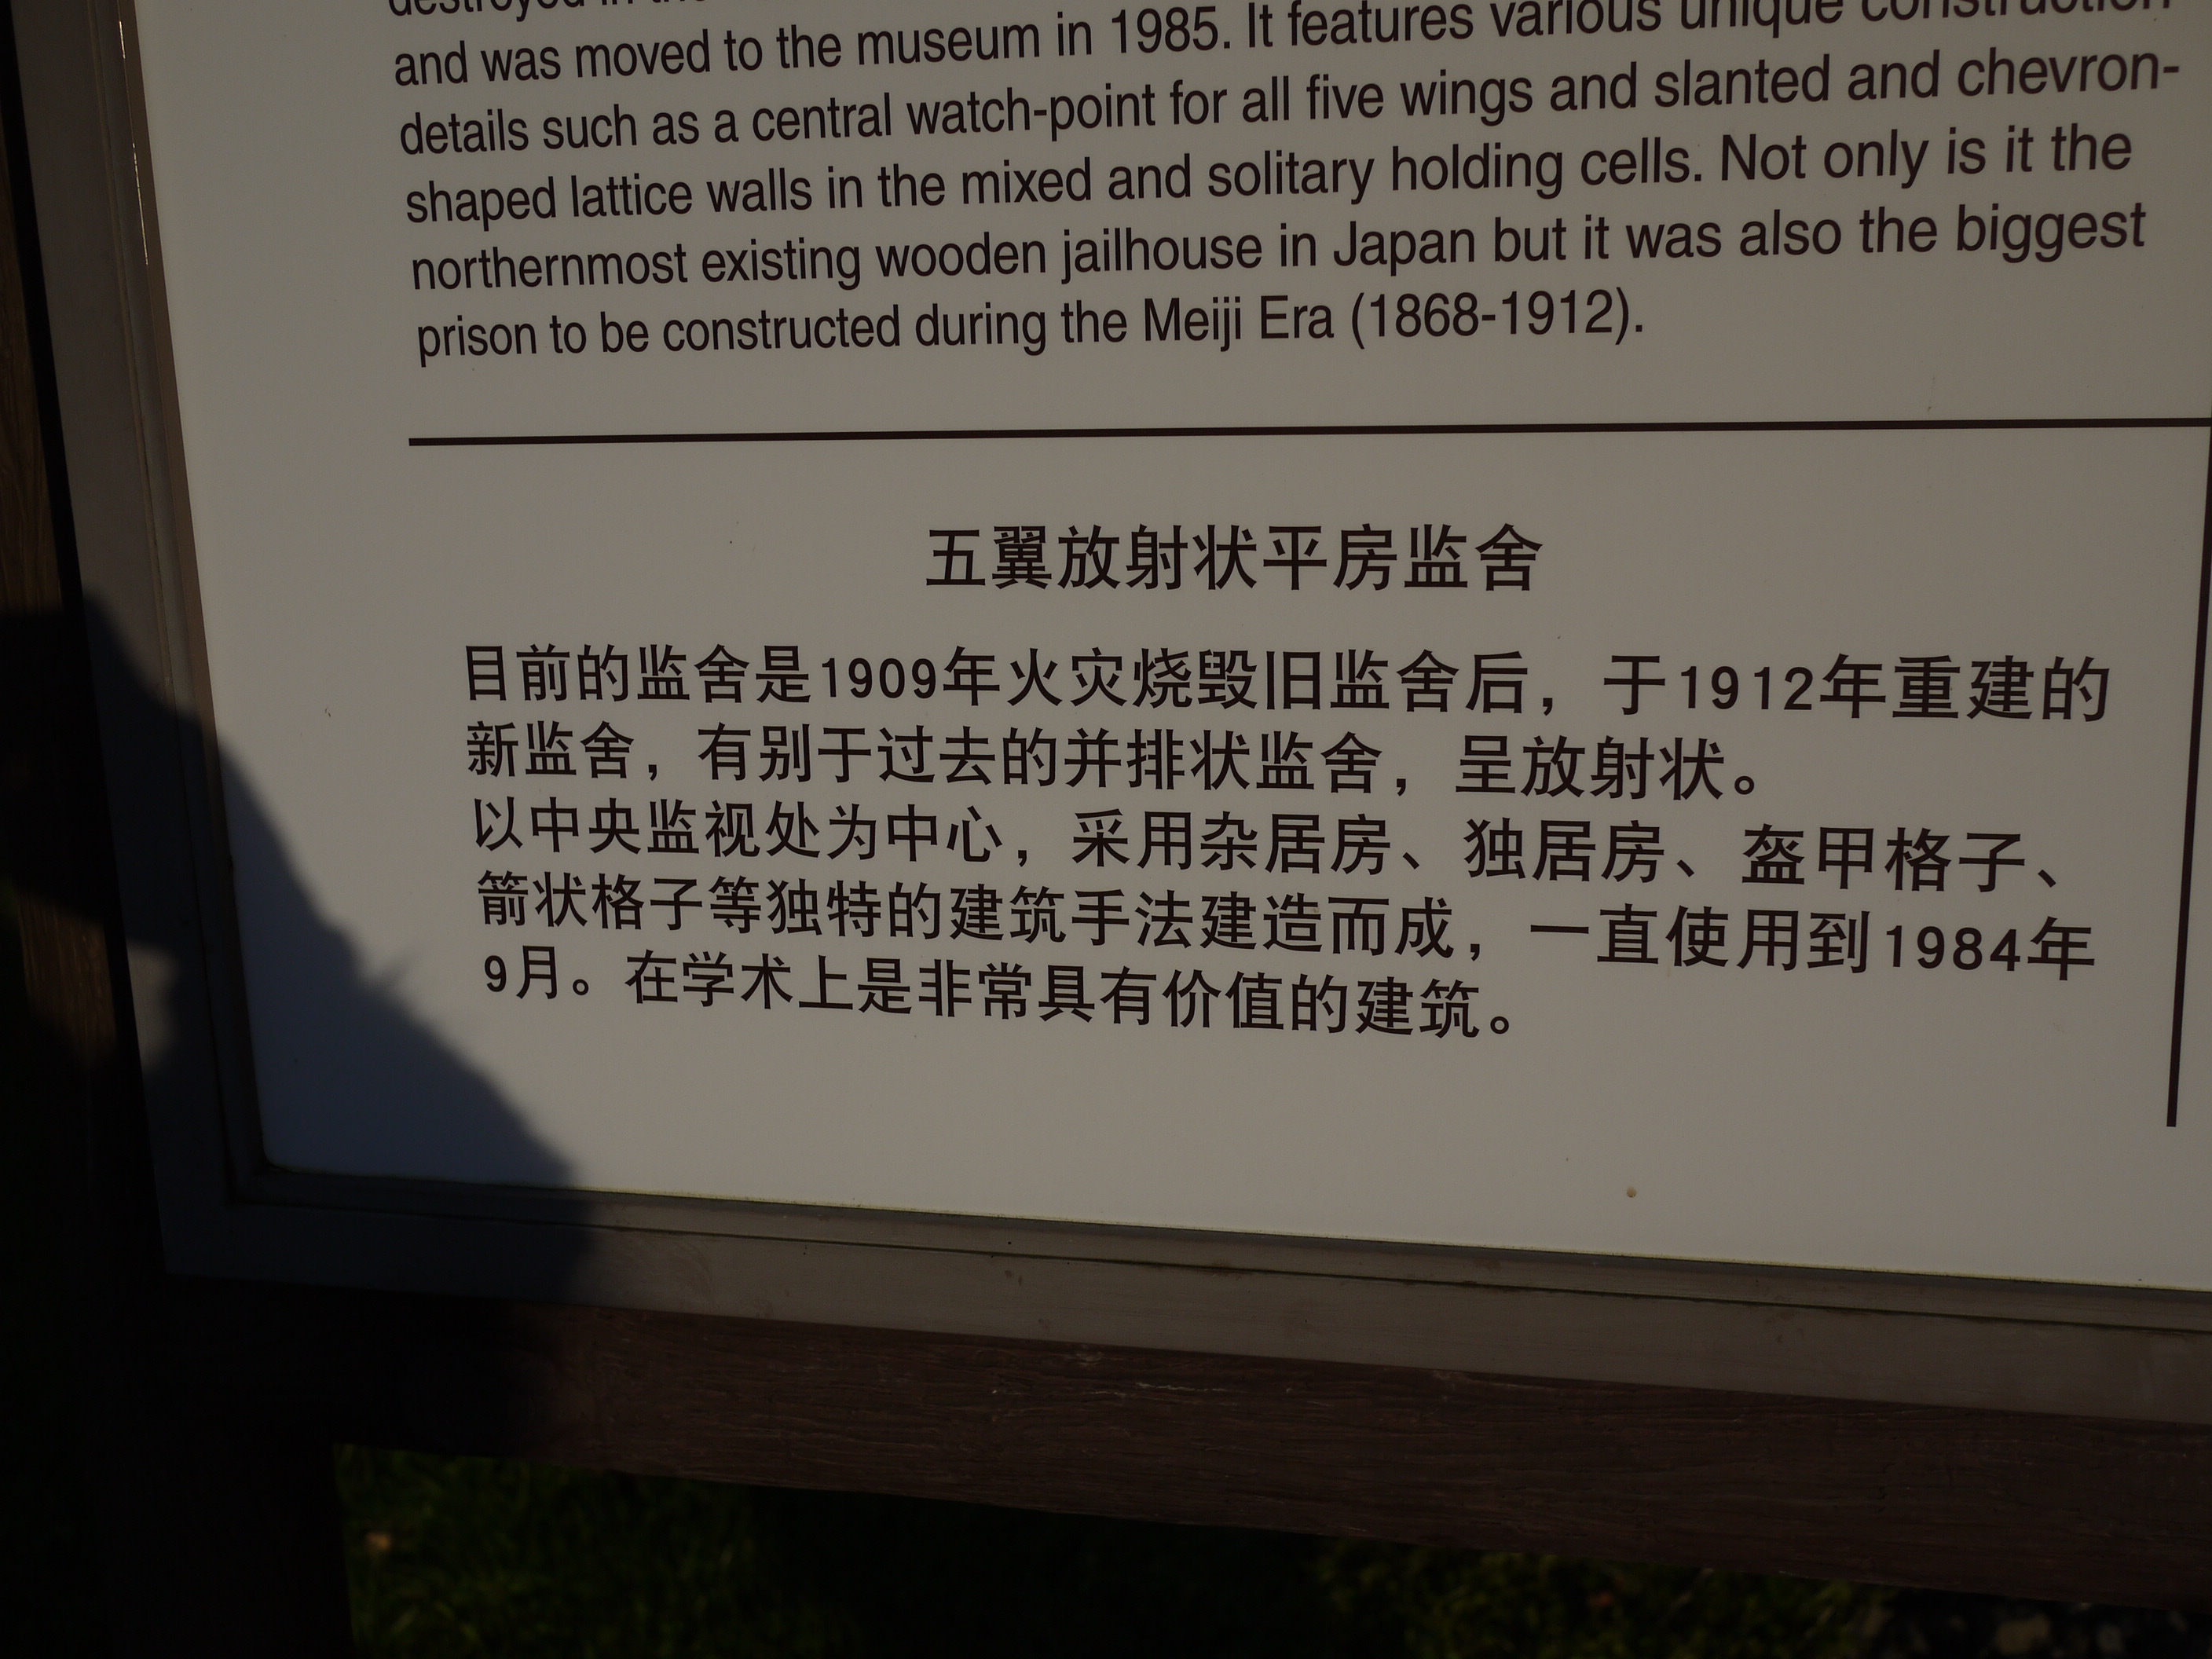 destroyed in the
and was moved to the museum in 1985. It features various unique construction
details such as a central watch-point for all five wings and slanted and chevron-
shaped lattice walls in the mixed and solitary holding cells. Not only is it the
northernmost existing wooden jailhouse in Japan but it was also the biggest
prison to be constructed during the Meiji Era (1868-1912).
五翼放射状平房监舍
目前的监舍是1909年火灾烧毁旧监舍后，于1912年重建的
新监舍，有别于过去的并排状监舍，呈放射状。
以中央监视处为中心，采用杂居房、独居房、盔甲格子、
箭状格子等独特的建筑手法建造而成，一直使用到1984年
9月。在学术上是非常具有价值的建筑。